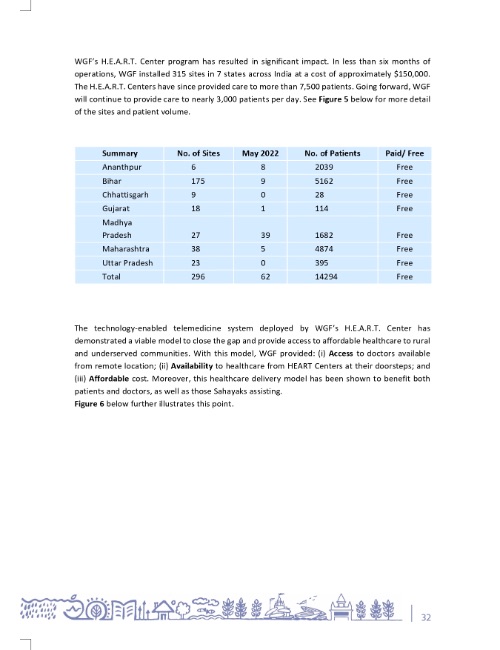 WGF's H.E.A.R.T. Center program has resulted in significant impact. In less than six months of
operations, WGF installed 315 sites in 7 states across India at a cost of approximately $150,000.
The H.E.A.R.T. Centers have since provided care to more than 7,500 patients. Going forward, WGF
will continue to provide care to nearly 3,000 patients per day. See Figure 5 below for more detail
of the sites and patient volume.
Summary No. of Sites May 2022 No. of Patients Paid/ Free
Ananthpur 6 8 2039 Free
Bihar 175 9 5162 Free
Chhattisgarh 9 0 28 Free
Gujarat 18 1 114 Free
Madhya
Pradesh 27 39 1682 Free
Maharashtra 38 5 4874 Free
Uttar Pradesh 23 0 395 Free
Total 296 62 14294 Free
The technology-enabled telemedicine system deployed by WGF's H.E.A.R.T. Center has
demonstrated a viable model to close the gap and provide access to affordable healthcare to rural
and underserved communities. With this model, WGF provided: (i) Access to doctors available
from remote location; (ii) Availability to healthcare from HEART Centers at their doorsteps; and
(iii) Affordable cost. Moreover, this healthcare delivery model has been shown to benefit both
patients and doctors, as well as those Sahayaks assisting.
Figure 6 below further illustrates this point.
32